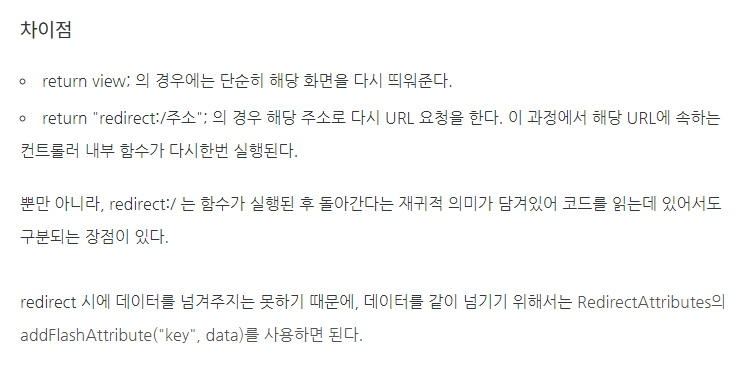 차이점
return view; 의 경우에는 단순히 해당 화면을 다시 띄워준다.
return "redirect:/주소"; 의 경우 해당 주소로 다시 URL 요청을 한다. 이 과정에서 해당 URL에 속하는
컨트롤러 내부 함수가 다시한번 실행된다.
뿐만 아니라, redirect:/ 는 함수가 실행된 후 돌아간다는 재귀적 의미가 담겨있어 코드를 읽는데 있어서도
구분되는 장점이 있다.
redirect 시에 데이터를 넘겨주지는 못하기 때문에, 데이터를 같이 넘기기 위해서는 RedirectAttributes의
addFlashAttribute("key", data)를 사용하면 된다.